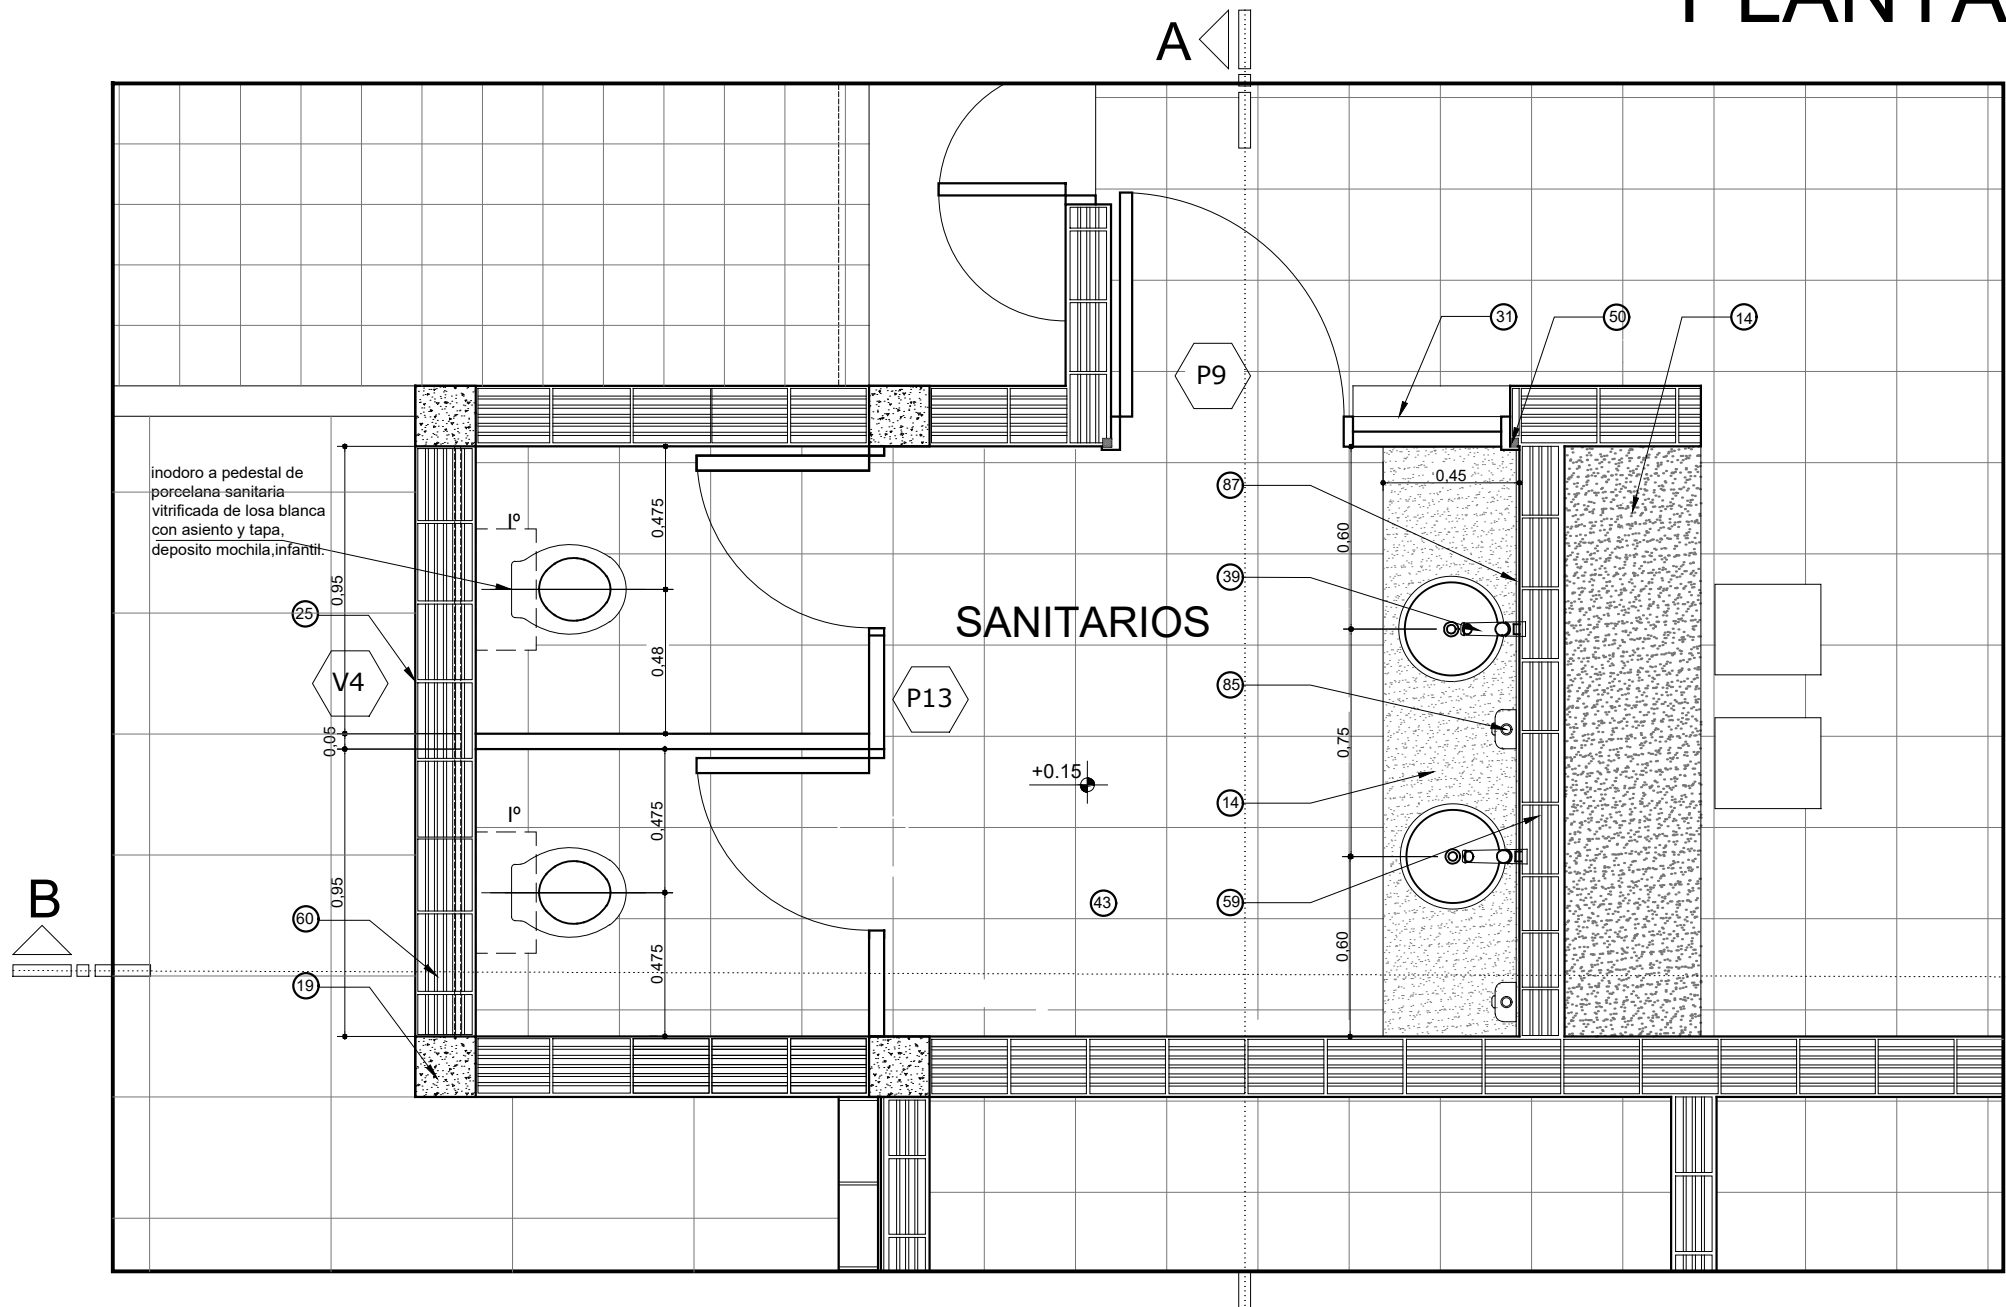 PLANTA
A
31
50
14
P9
inodoro a pedestal de
porcelana sanitaria
vitrificada de losa blanca
con asiento y tapa,
deposito mochila,infantil.
Iº
0,475
0,45
87
0,60
39
0,95
25
SANITARIOS
0,48
V4
P13
85
0,05
0,75
+0.15
14
Iº
0,475
B
0,95
60
43
59
0,60
0,475
19